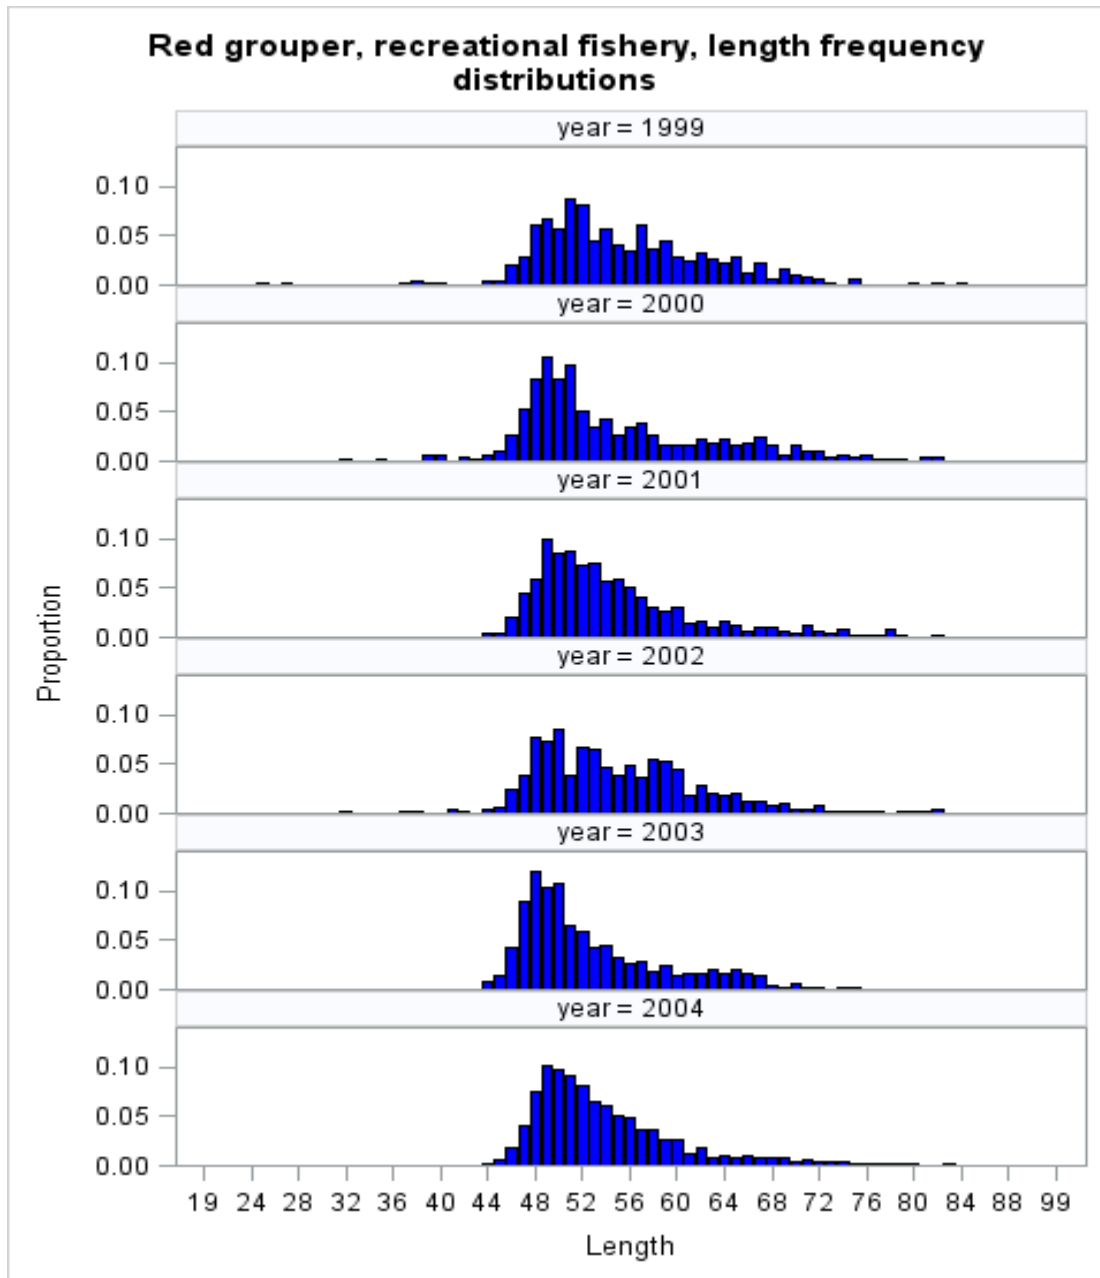 Red grouper, recreational fishery, length frequency
distributions
year = 1999
0.10
0.05
0.00
year = 2000
0.10
0.05
0.00
year = 2001
0.10
0.05
0.00
year = 2002
0.10
0.05
0.00
year = 2003
0.10
0.05
0.00
year = 2004
0.10
0.05
0.00
Proportion
19 24 28 32 36 40 44 48 52 56 60 64 68 72 76 80 84 88 99
Length